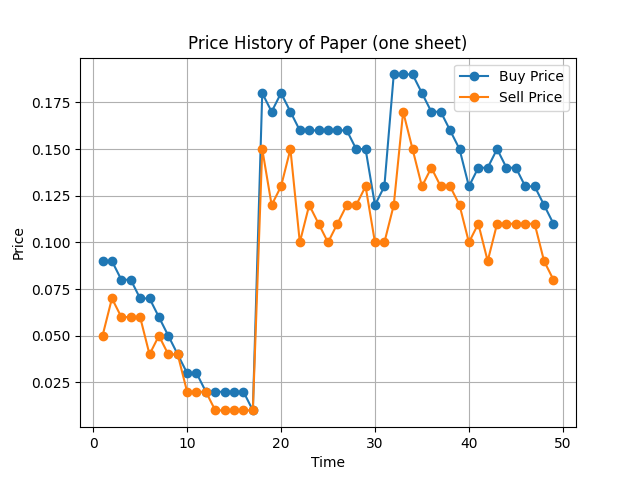 Price History of Paper (one sheet)
Buy Price
Sell Price
0.175
0.150
0.125
0.100
0.075
0.050
0.025
Price
0
10
20
30
40
50
Time